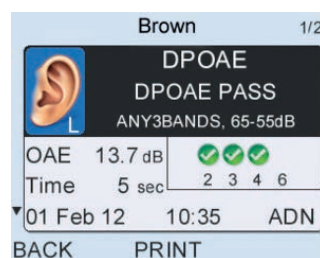 Brown 1/2
DPOAE
DPOAE PASS
L ANY3BANDS, 65-55dB
OAE 13.7 dB
2 3 4 6
Time 5 sec
01 Feb 12 10:35 ADN
BACK PRINT